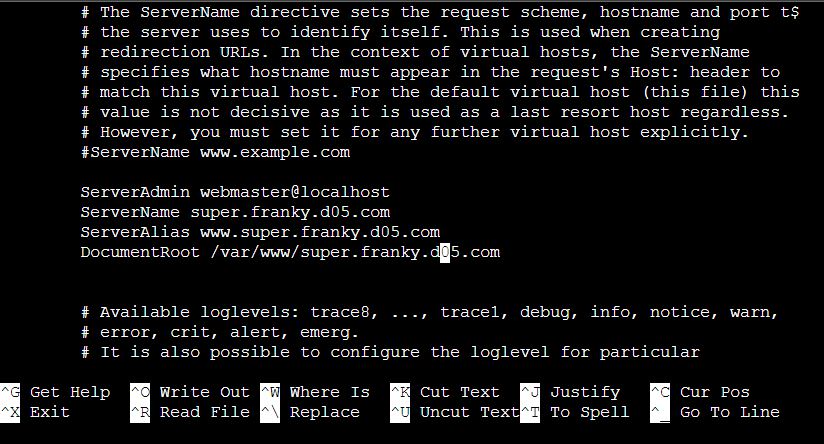 # The ServerName directive sets the request scheme, hostname and port t$
# the server uses to identify itself. This is used when creating
# redirection URLs. In the context of virtual hosts, the ServerName
# specifies what hostname must appear in the request's Host: header to
# match this virtual host. For the default virtual host (this file) this
# value is not decisive as it is used as a last resort host regardless.
# However, you must set it for any further virtual host explicitly.
#ServerName www.example.com
ServerAdmin webmaster@localhost
ServerName super.franky.d05.com
ServerAlias www.super.franky.d05.com
DocumentRoot /var/www/super.franky.d05.com
# Available loglevels: trace8, ..., trace1, debug, info, notice, warn,
# error, crit, alert, emerg.
# It is also possible to configure the loglevel for particular
^G Get Help ^O Write Out ^W Where Is ^K Cut Text ^J Justify ^C Cur Pos
^X Exit ^R Read File ^\ Replace ^U Uncut Text ^T To Spell ^_ Go To Line